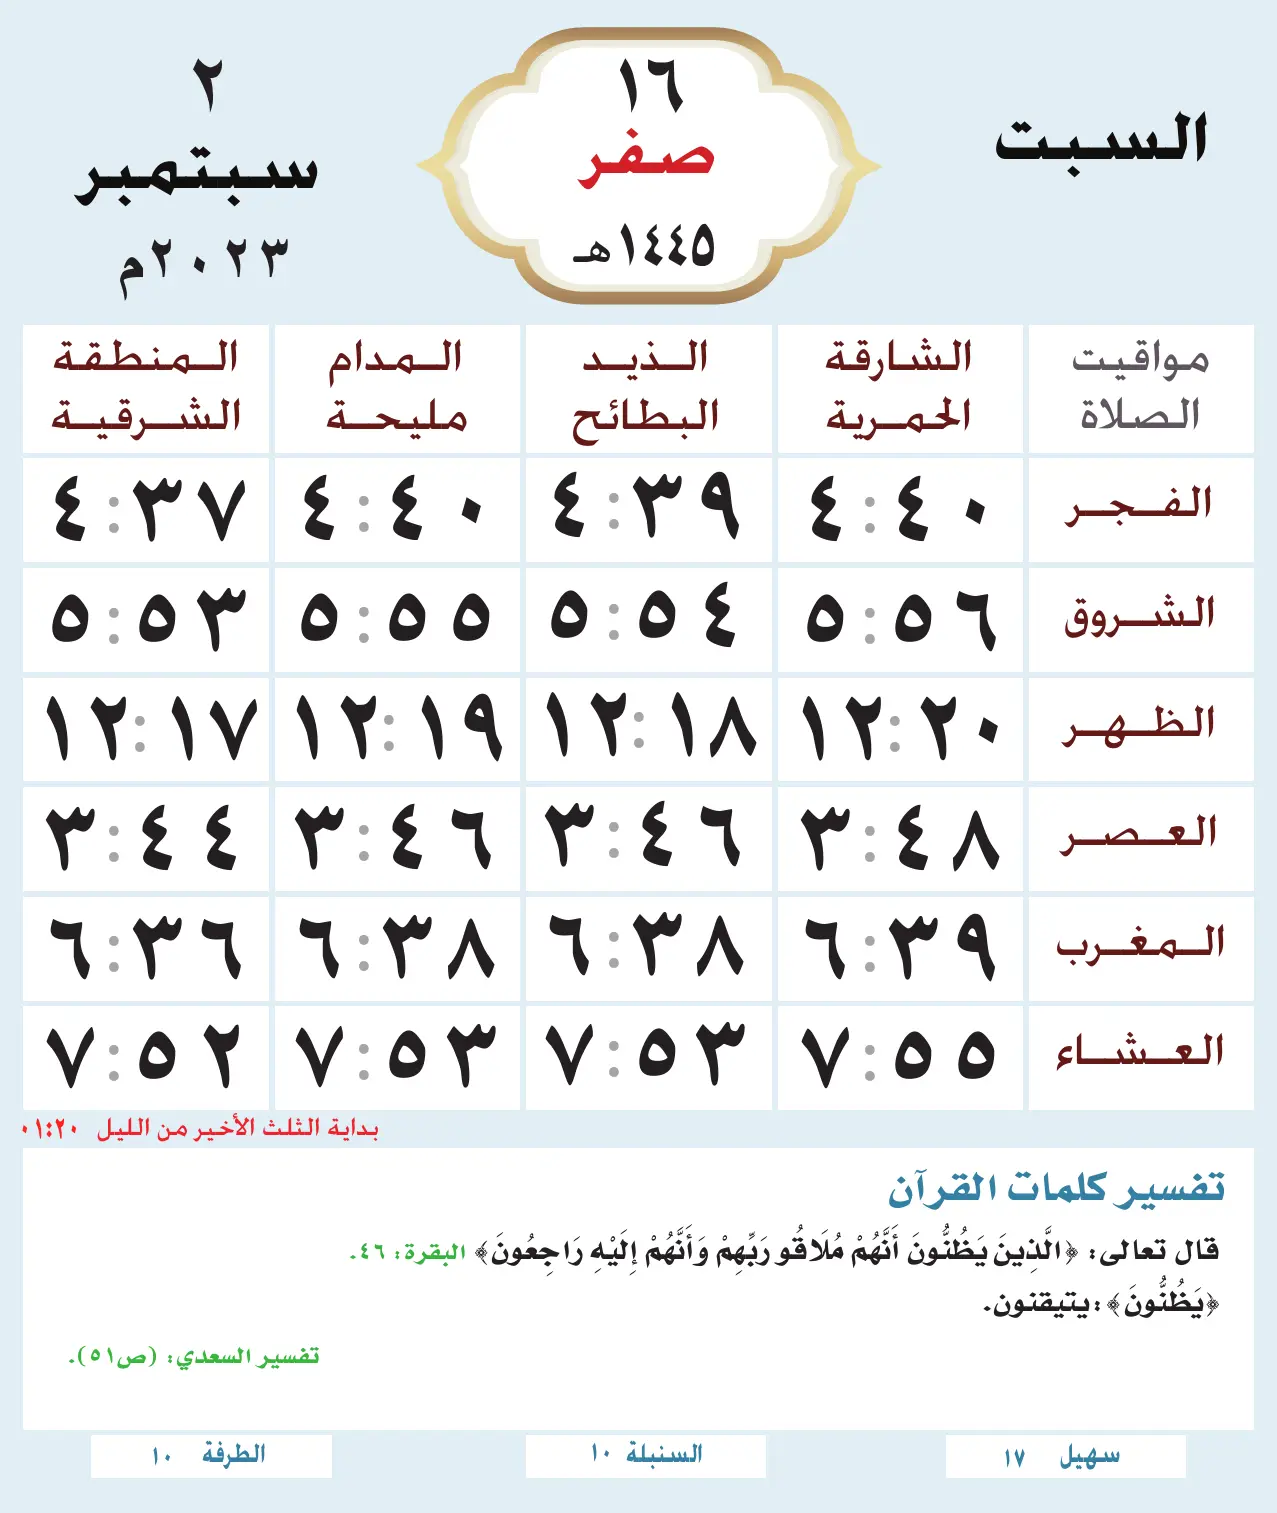 السبت
١٦
صفر
١٤٤٥هـ
٢
سبتمبر
٢٠٢٣م
مواقيت الصلاة
الشارقة الحمرية
الذيد البطائح
المدام مليحة
المنطقة الشرقية
الفجر ٤:٤٠ ٤:٣٩ ٤:٤٠ ٤:٣٧
الشروق ٥:٥٦ ٥:٥٤ ٥:٥٥ ٥:٥٣
الظهر ١٢:٢٠ ١٢:١٨ ١٢:١٩ ١٢:١٧
العصر ٣:٤٨ ٣:٤٦ ٣:٤٦ ٣:٤٤
المغرب ٦:٣٩ ٦:٣٨ ٦:٣٨ ٦:٣٦
العشاء ٧:٥٥ ٧:٥٣ ٧:٥٣ ٧:٥٢
بداية الثلث الأخير من الليل ٠١:٢٠
تفسير كلمات القرآن
قال تعالى: ﴿الَّذِينَ يَظُنُّونَ أَنَّهُمْ مُلَاقُو رَبِّهِمْ وَأَنَّهُمْ إِلَيْهِ رَاجِعُونَ﴾ البقرة: ٤٦.
﴿يَظُنُّونَ﴾: يتيقنون.
تفسير السعدي: (ص٥١).
سهيل ١٧
السنبلة ١٠
الطرفة ١٠